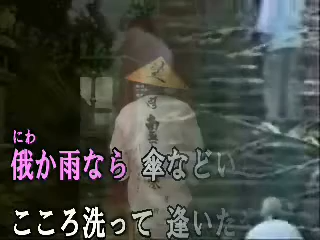 にわ
俄か雨なら 傘などい
こころ洗って 逢いた